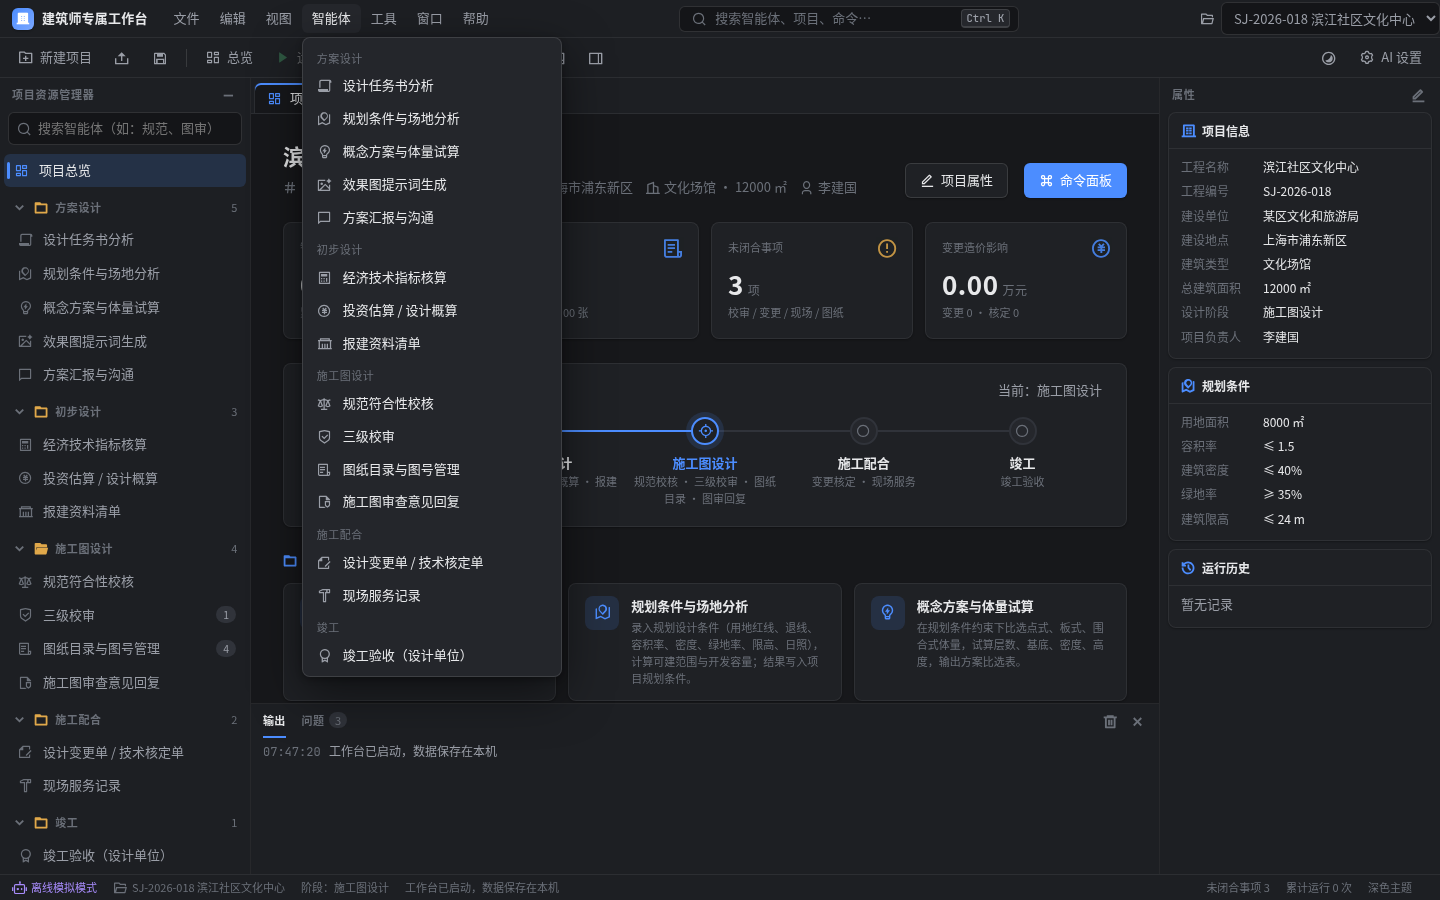 建筑师专属工作台 文件 编辑 视图 智能体 工具 窗口 帮助 搜索智能体、项目、命令… Ctrl K SJ-2026-018 滨江社区文化中心
新建项目 总览 AI 设置
项目资源管理器
搜索智能体（如：规范、图审）
项目总览
方案设计 5
设计任务书分析
规划条件与场地分析
概念方案与体量试算
效果图提示词生成
方案汇报与沟通
初步设计 3
经济技术指标核算
投资估算 / 设计概算
报建资料清单
施工图设计 4
规范符合性校核
三级校审 1
图纸目录与图号管理 4
施工图审查意见回复
施工配合 2
设计变更单 / 技术核定单
现场服务记录
竣工 1
竣工验收（设计单位）
方案设计
设计任务书分析
规划条件与场地分析
概念方案与体量试算
效果图提示词生成
方案汇报与沟通
初步设计
经济技术指标核算
投资估算 / 设计概算
报建资料清单
施工图设计
规范符合性校核
三级校审
图纸目录与图号管理
施工图审查意见回复
施工配合
设计变更单 / 技术核定单
现场服务记录
竣工
竣工验收（设计单位）
项
滨
海市浦东新区 文化场馆 · 12000 ㎡ 李建国
项目属性 命令面板
00 张
未闭合事项
3 项
校审 / 变更 / 现场 / 图纸
变更造价影响
0.00 万元
变更 0 · 核定 0
当前：施工图设计
计
概算 · 报建
施工图设计
规范校核 · 三级校审 · 图纸
目录 · 图审回复
施工配合
变更核定 · 现场服务
竣工
竣工验收
规划条件与场地分析
录入规划设计条件（用地红线、退线、
容积率、密度、绿地率、限高、日照），
计算可建范围与开发容量；结果写入项
目规划条件。
概念方案与体量试算
在规划条件约束下比选点式、板式、围
合式体量，试算层数、基底、密度、高
度，输出方案比选表。
输出 问题 3
07:47:20 工作台已启动，数据保存在本机
属性
项目信息
工程名称 滨江社区文化中心
工程编号 SJ-2026-018
建设单位 某区文化和旅游局
建设地点 上海市浦东新区
建筑类型 文化场馆
总建筑面积 12000 ㎡
设计阶段 施工图设计
项目负责人 李建国
规划条件
用地面积 8000 ㎡
容积率 ≤ 1.5
建筑密度 ≤ 40%
绿地率 ≥ 35%
建筑限高 ≤ 24 m
运行历史
暂无记录
离线模拟模式 SJ-2026-018 滨江社区文化中心 阶段：施工图设计 工作台已启动，数据保存在本机 未闭合事项 3 累计运行 0 次 深色主题